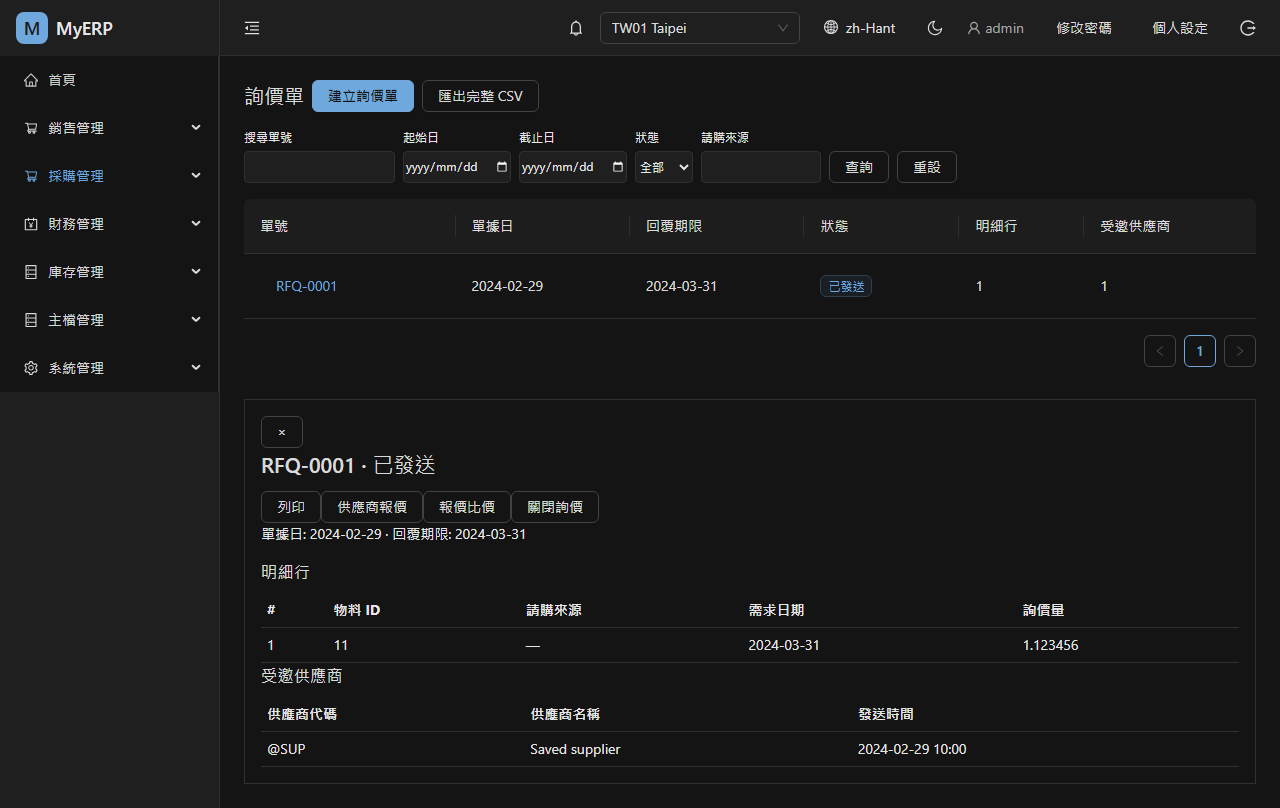 M MyERP
TW01 Taipei zh-Hant admin 修改密碼 個人設定
首頁
銷售管理
採購管理
財務管理
庫存管理
主檔管理
系統管理
詢價單 建立詢價單 匯出完整 CSV
搜尋單號 起始日 截止日 狀態 請購來源
yyyy/mm/dd yyyy/mm/dd 全部 查詢 重設
單號 單據日 回覆期限 狀態 明細行 受邀供應商
RFQ-0001 2024-02-29 2024-03-31 已發送 1 1
< 1 >
×
RFQ-0001 · 已發送
列印 供應商報價 報價比價 關閉詢價
單據日: 2024-02-29 · 回覆期限: 2024-03-31
明細行
# 物料 ID 請購來源 需求日期 詢價量
1 11 — 2024-03-31 1.123456
受邀供應商
供應商代碼 供應商名稱 發送時間
@SUP Saved supplier 2024-02-29 10:00